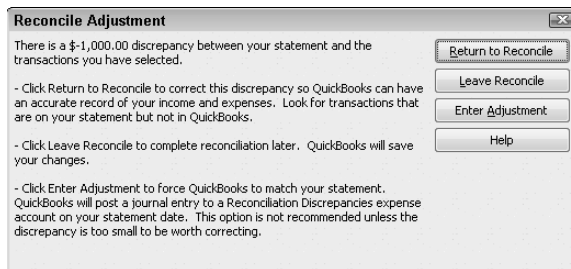 Reconcile Adjustment
There is a $-1,000.00 discrepancy between your statement and the
transactions you have selected.
- Click Return to Reconcile to correct this discrepancy so QuickBooks can have
an accurate record of your income and expenses. Look for transactions that
are on your statement but not in QuickBooks.
- Click Leave Reconcile to complete reconciliation later. QuickBooks will save
your changes.
- Click Enter Adjustment to force QuickBooks to match your statement.
QuickBooks will post a journal entry to a Reconciliation Discrepancies expense
account on your statement date. This option is not recommended unless the
discrepancy is too small to be worth correcting.
Return to Reconcile
Leave Reconcile
Enter Adjustment
Help